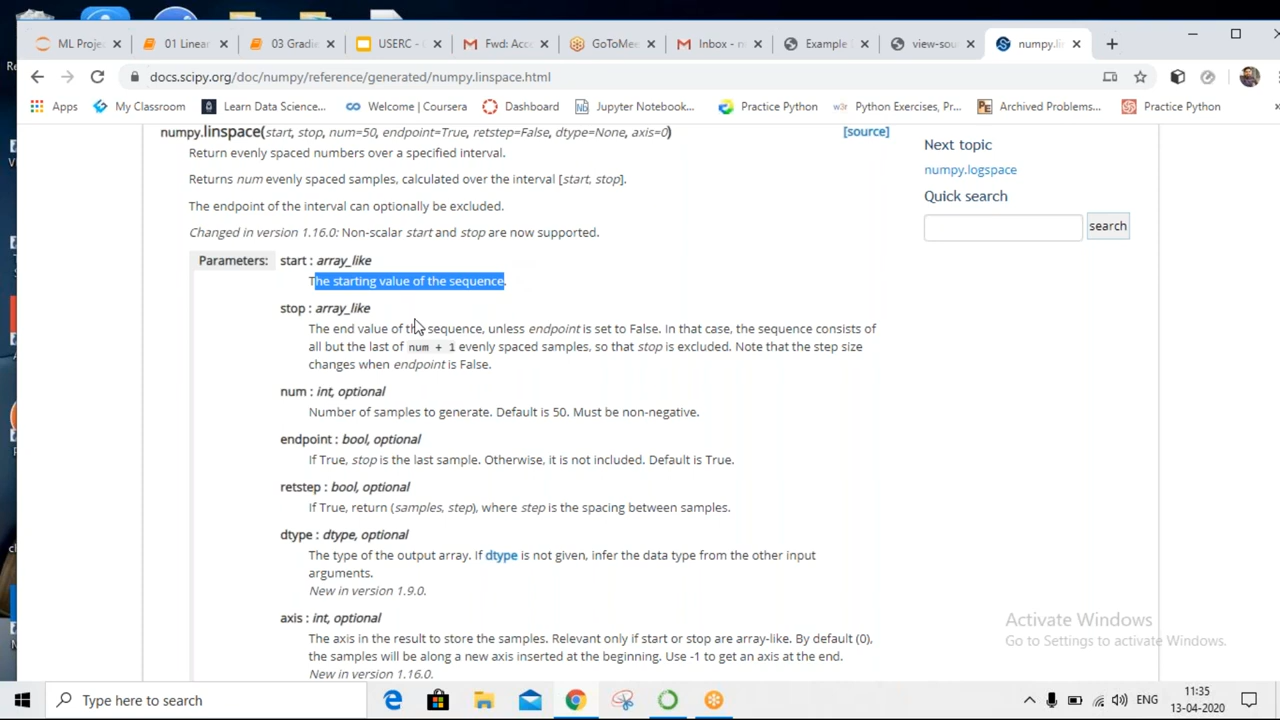 ML Proje
01 Linear
03 Gradie
USERC -
Fwd: Acc
GoToMee
Inbox - n
Example
view-sou
numpy.li
docs.scipy.org/doc/numpy/reference/generated/numpy.linspace.html
Apps
My Classroom
Learn Data Science...
Welcome | Coursera
Dashboard
Jupyter Notebook...
Practice Python
Python Exercises, Pr...
Archived Problems...
Practice Python
numpy.linspace(start, stop, num=50, endpoint=True, retstep=False, dtype=None, axis=0)
[source]
Return evenly spaced numbers over a specified interval.
Returns num evenly spaced samples, calculated over the interval [start, stop].
The endpoint of the interval can optionally be excluded.
Changed in version 1.16.0: Non-scalar start and stop are now supported.
Parameters:
start : array_like
The starting value of the sequence.
stop : array_like
The end value of the sequence, unless endpoint is set to False. In that case, the sequence consists of
all but the last of num + 1 evenly spaced samples, so that stop is excluded. Note that the step size
changes when endpoint is False.
num : int, optional
Number of samples to generate. Default is 50. Must be non-negative.
endpoint : bool, optional
If True, stop is the last sample. Otherwise, it is not included. Default is True.
retstep : bool, optional
If True, return (samples, step), where step is the spacing between samples.
dtype : dtype, optional
The type of the output array. If dtype is not given, infer the data type from the other input
arguments.
New in version 1.9.0.
axis : int, optional
The axis in the result to store the samples. Relevant only if start or stop are array-like. By default (0),
the samples will be along a new axis inserted at the beginning. Use -1 to get an axis at the end.
New in version 1.16.0.
Next topic
numpy.logspace
Quick search
search
Activate Windows
Go to Settings to activate Windows.
Type here to search
ENG
11:35
13-04-2020